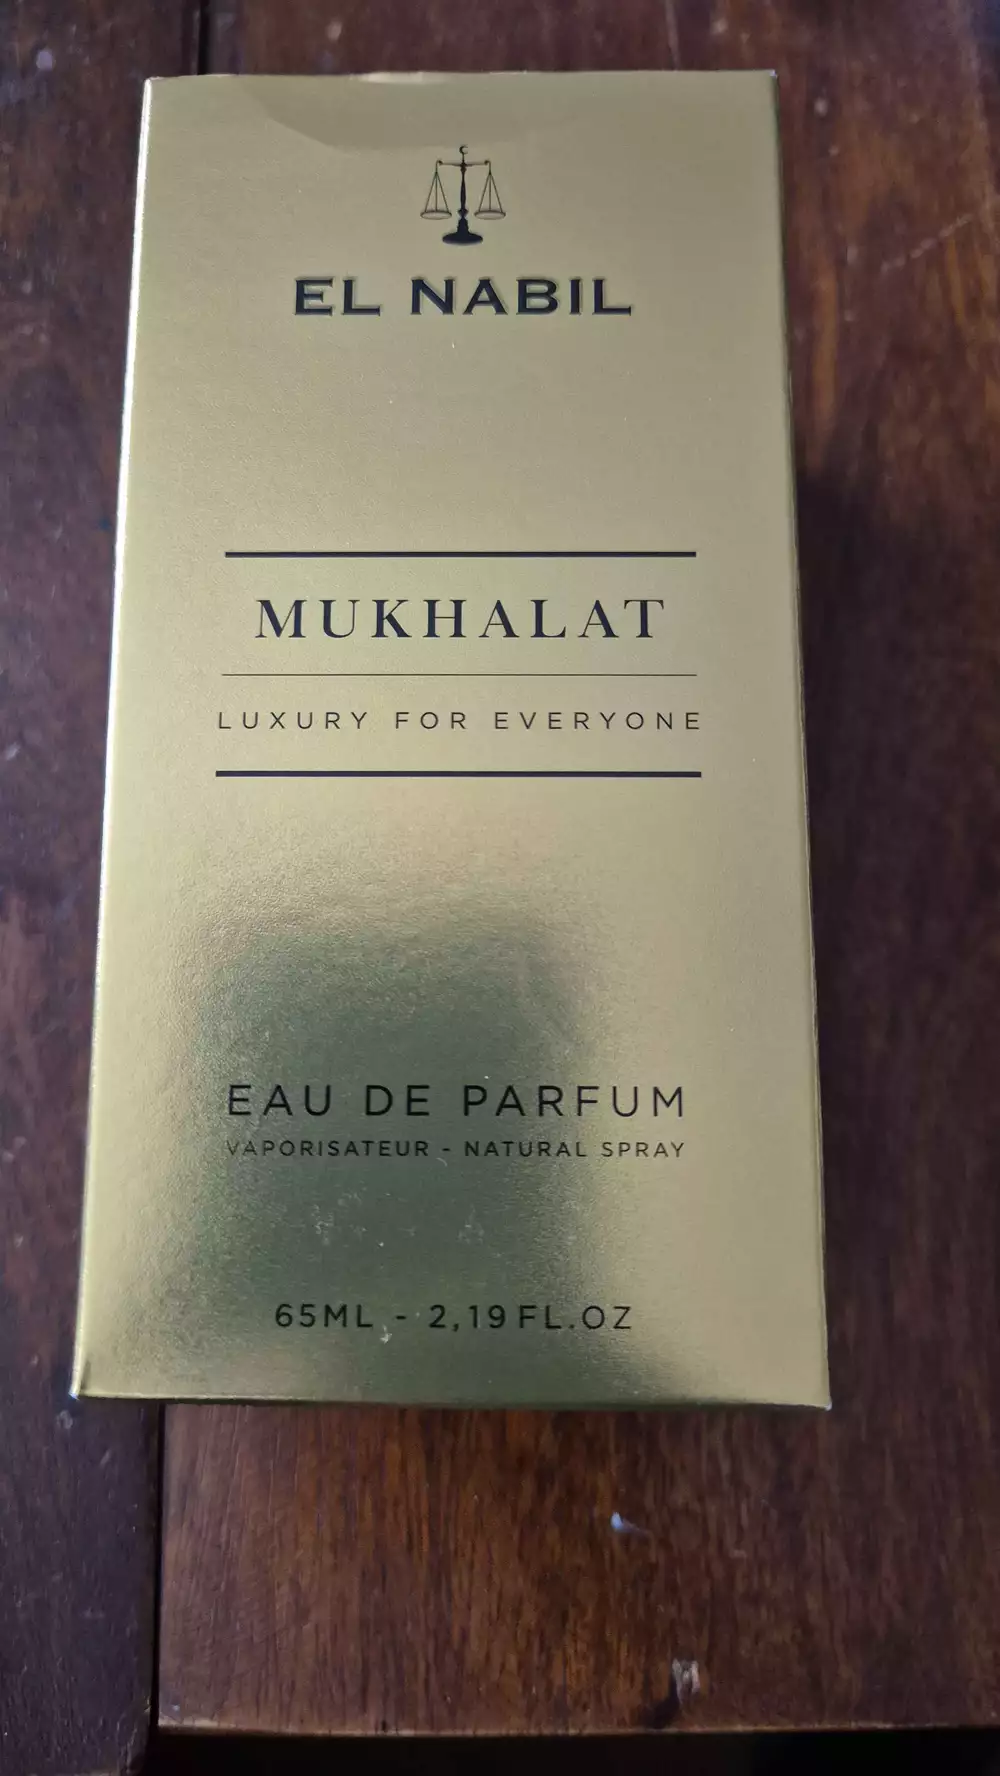 EL NABIL
MUKHALAT
LUXURY FOR EVERYONE
EAU DE PARFUM
VAPORISATEUR - NATURAL SPRAY
65ML - 2,19 FL.OZ